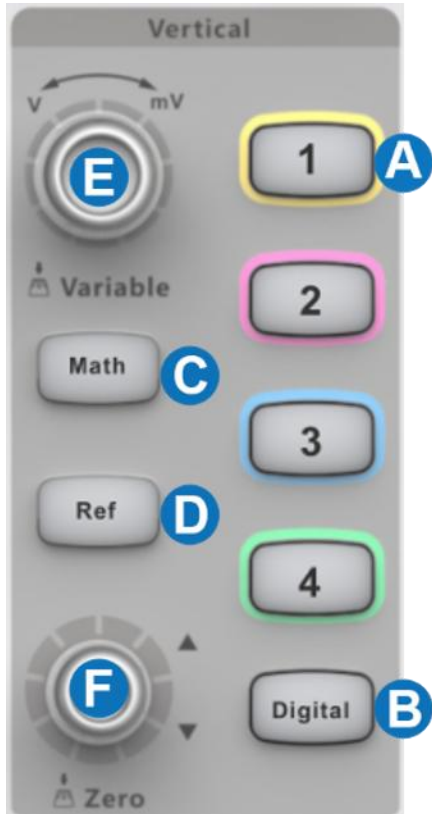 Vertical
V mV
E
1 A
Variable
2
Math C
3
Ref D
4
F
Digital B
Zero